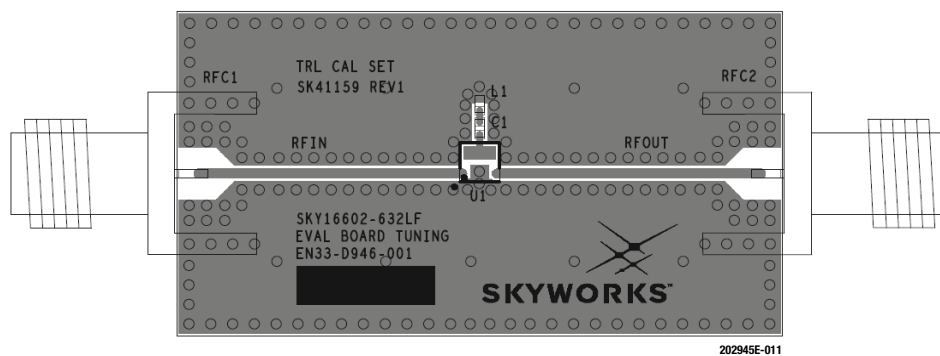 TRL CAL SET
SK41159 REV1
RFC1
RFC2
L1
C1
RFIN
RFOUT
U1
SKY16602-632LF
EVAL BOARD TUNING
EN33-D946-001
SKYWORKS™
202945E-011